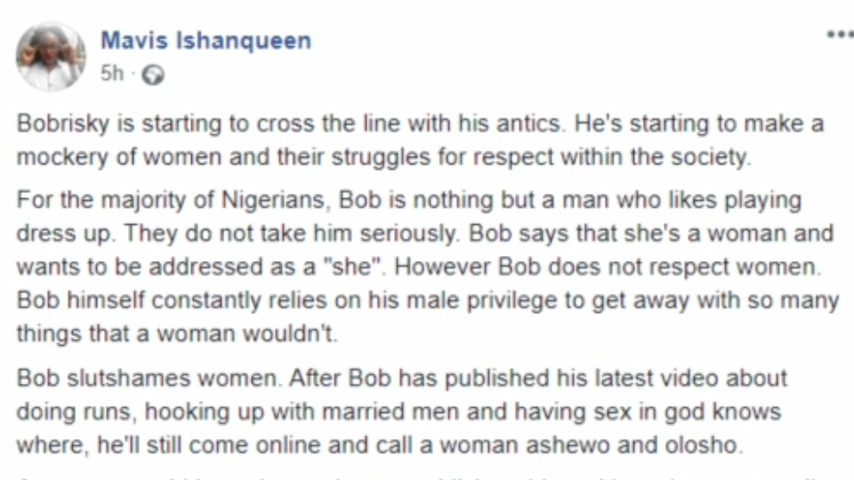 Mavis Ishanqueen
5h ·
Bobrisky is starting to cross the line with his antics. He's starting to make a
mockery of women and their struggles for respect within the society.
For the majority of Nigerians, Bob is nothing but a man who likes playing
dress up. They do not take him seriously. Bob says that she's a woman and
wants to be addressed as a "she". However Bob does not respect women.
Bob himself constantly relies on his male privilege to get away with so many
things that a woman wouldn't.
Bob slutshames women. After Bob has published his latest video about
doing runs, hooking up with married men and having sex in god knows
where, he'll still come online and call a woman ashewo and olosho.